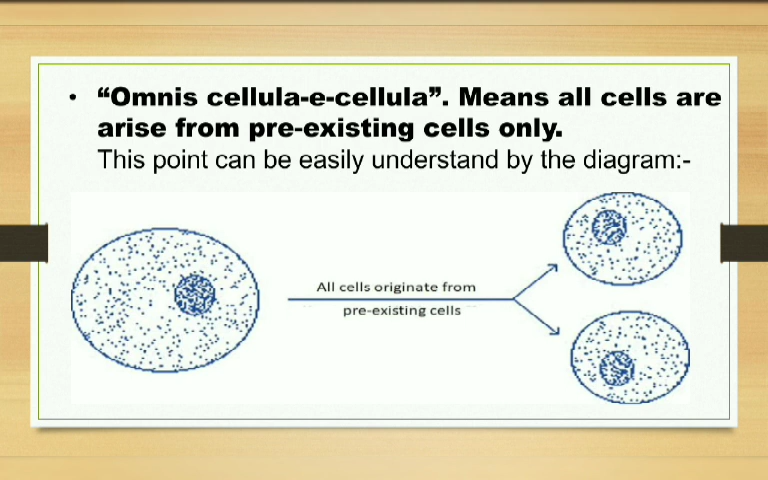 • “Omnis cellula-e-cellula”. Means all cells are
arise from pre-existing cells only.
This point can be easily understand by the diagram:-
All cells originate from
pre-existing cells